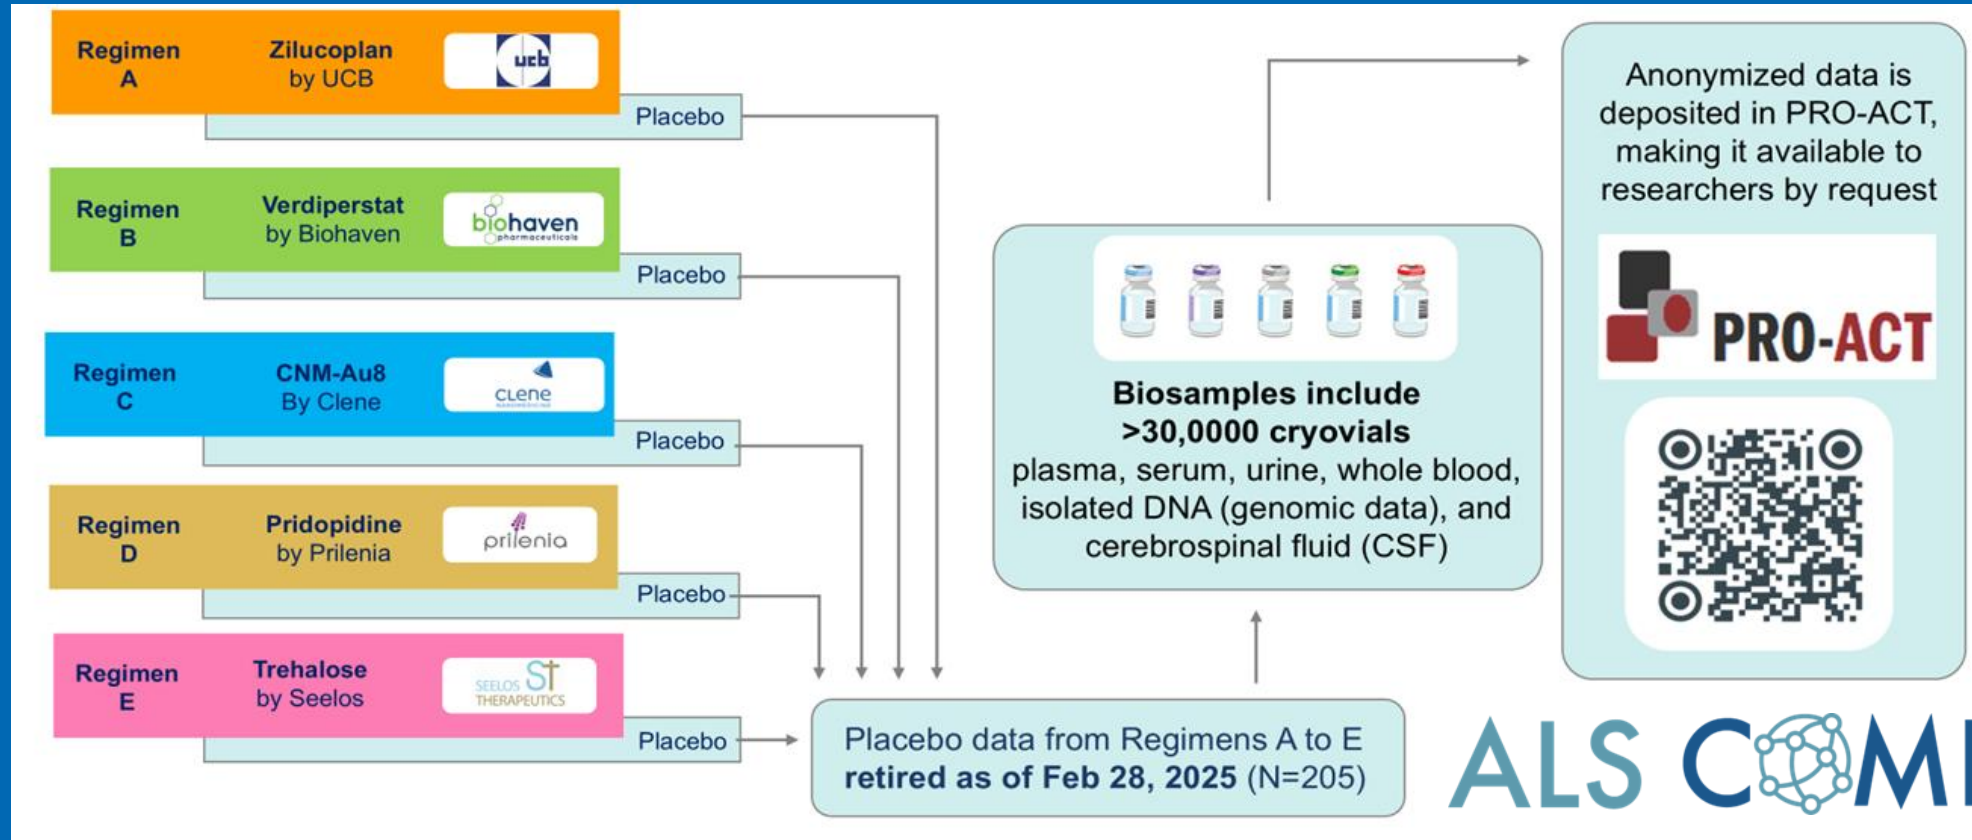 Regimen
A
Zilucoplan
by UCB
ucb
Placebo
Regimen
B
Verdiperstat
by Biohaven
biohaven
pharmaceuticals
Placebo
Regimen
C
CNM-Au8
By Clene
CLENE
NANOMEDICINE
Placebo
Regimen
D
Pridopidine
by Prilenia
prilenia
Placebo
Regimen
E
Trehalose
by Seelos
SEELOS ST
THERAPEUTICS
Placebo
Placebo data from Regimens A to E
retired as of Feb 28, 2025 (N=205)
Biosamples include
>30,0000 cryovials
plasma, serum, urine, whole blood,
isolated DNA (genomic data), and
cerebrospinal fluid (CSF)
Anonymized data is
deposited in PRO-ACT,
making it available to
researchers by request
PRO-ACT
ALS COM